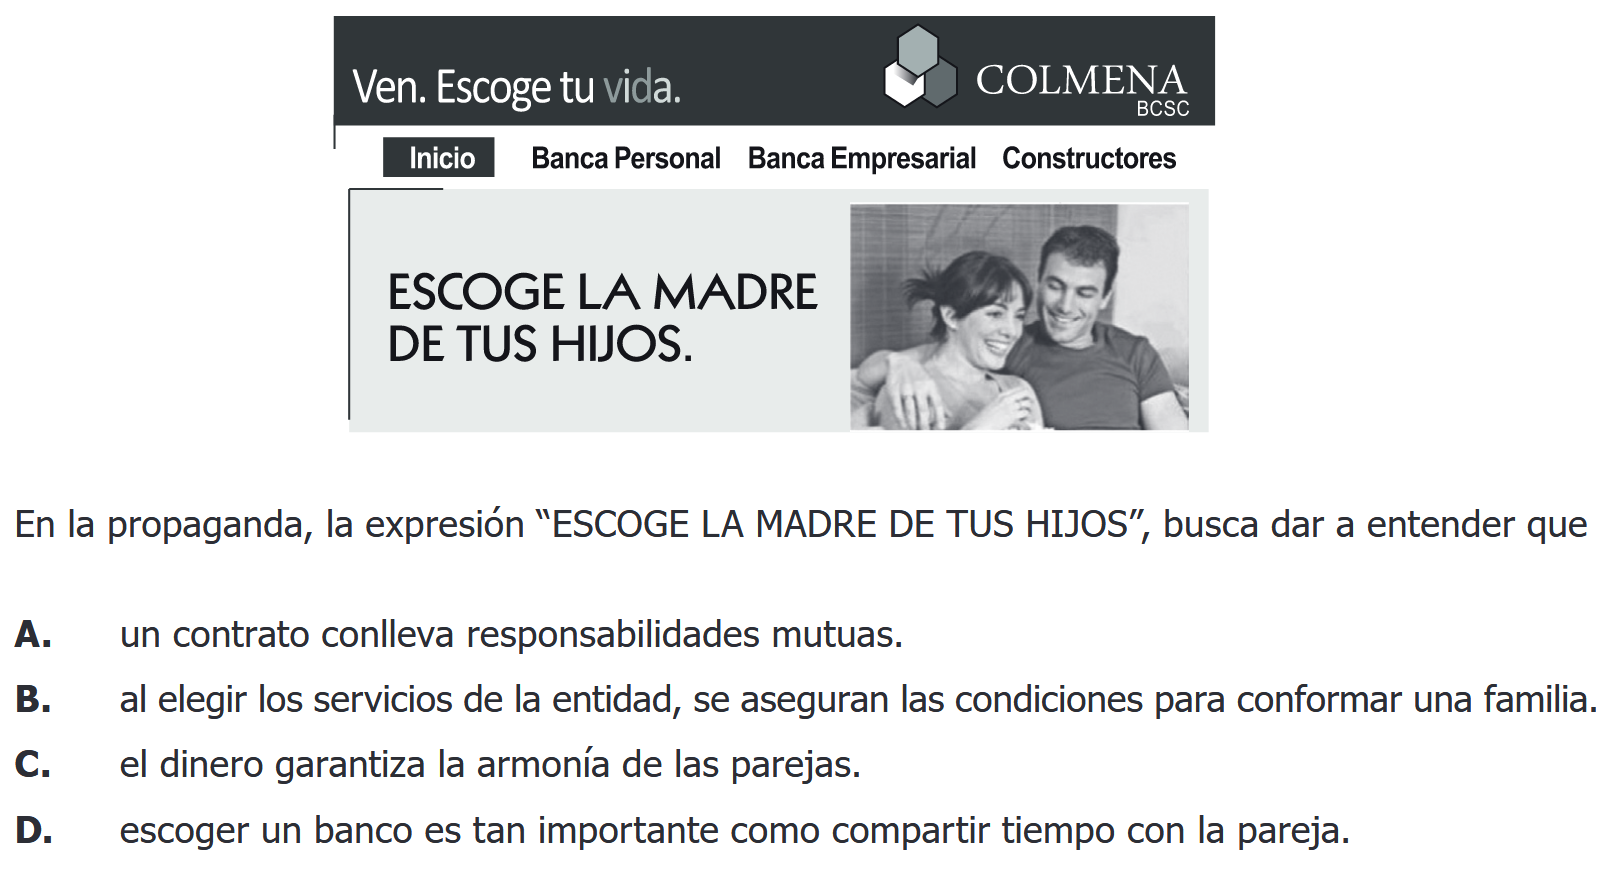 Ven. Escoge tu vida.
COLMENA
BCSC
Inicio Banca Personal Banca Empresarial Constructores
ESCOGE LA MADRE
DE TUS HIJOS.
En la propaganda, la expresión “ESCOGE LA MADRE DE TUS HIJOS”, busca dar a entender que
A. un contrato conlleva responsabilidades mutuas.
B. al elegir los servicios de la entidad, se aseguran las condiciones para conformar una familia.
C. el dinero garantiza la armonía de las parejas.
D. escoger un banco es tan importante como compartir tiempo con la pareja.